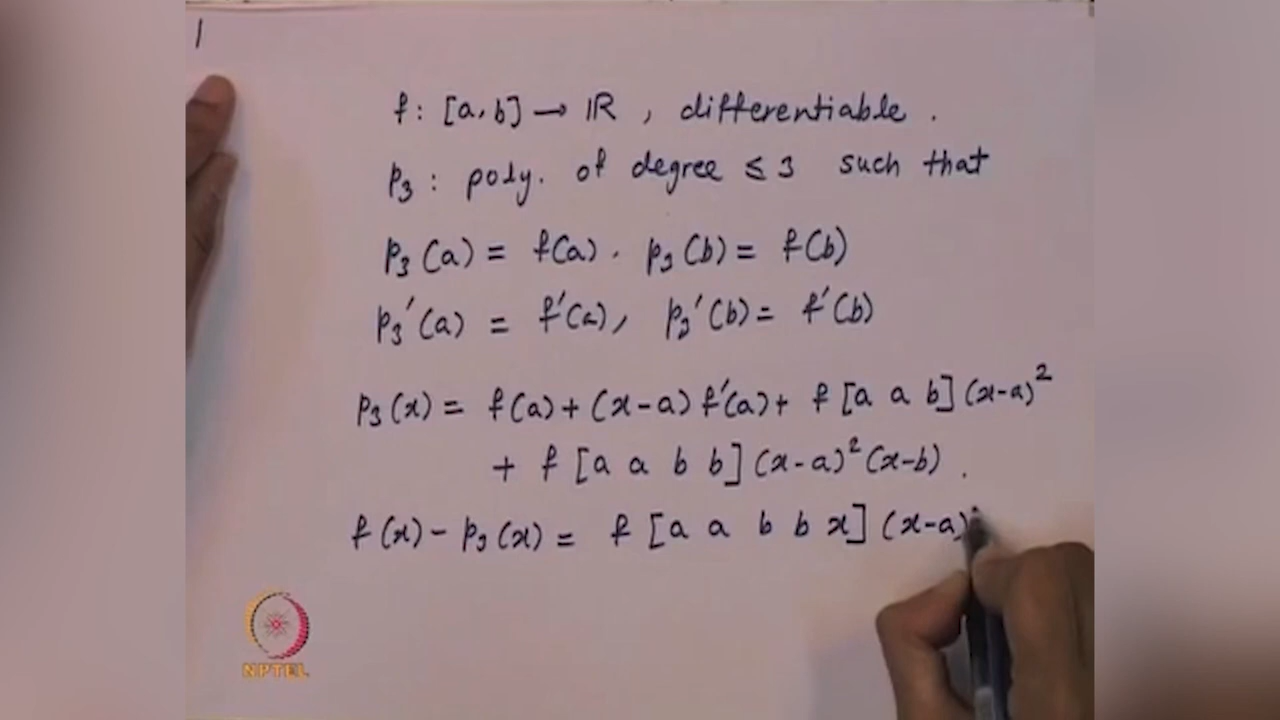 1
f : [a, b] → ℝ , differentiable .
p₃ : poly. of degree ≤ 3 such that
p₃(a) = f(a) . p₃(b) = f(b)
p₃'(a) = f'(a), p₃'(b) = f'(b)
p₃(x) = f(a) + (x-a) f'(a) + f [a a b] (x-a)²
+ f [a a b b] (x-a)² (x-b) .
f(x) - p₃(x) = f [a a b b x] (x-a)
NPTEL